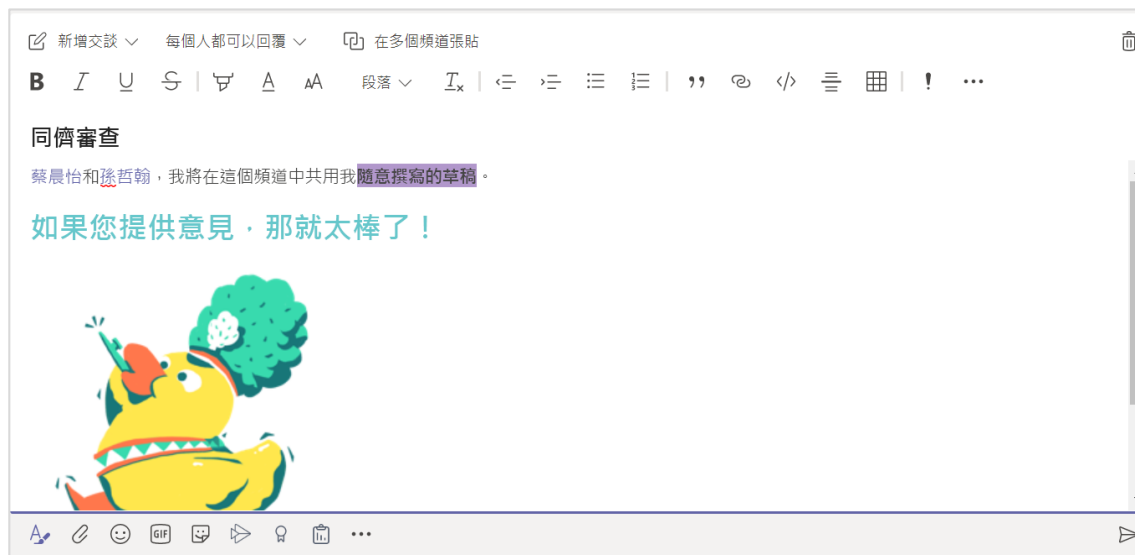 新增交談 每個人都可以回覆 在多個頻道張貼
B I U S A AA 段落 Tx
同儕審查
蔡晨怡和孫哲翰，我將在這個頻道中共用我隨意撰寫的草稿。
如果您提供意見，那就太棒了！
GIF